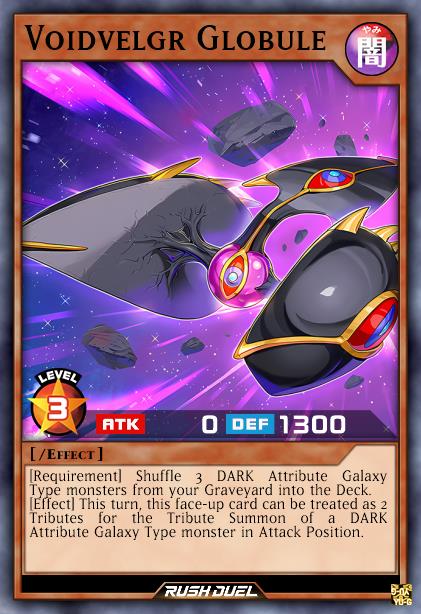 Voidvelgr Globule
やみ
闇
LEVEL
3
ATK 0 DEF 1300
[ /Effect ]
[Requirement] Shuffle 3 DARK Attribute Galaxy
Type monsters from your Graveyard into the Deck.
[Effect] This turn, this face-up card can be treated as 2
Tributes for the Tribute Summon of a DARK
Attribute Galaxy Type monster in Attack Position.
RUSH DUEL